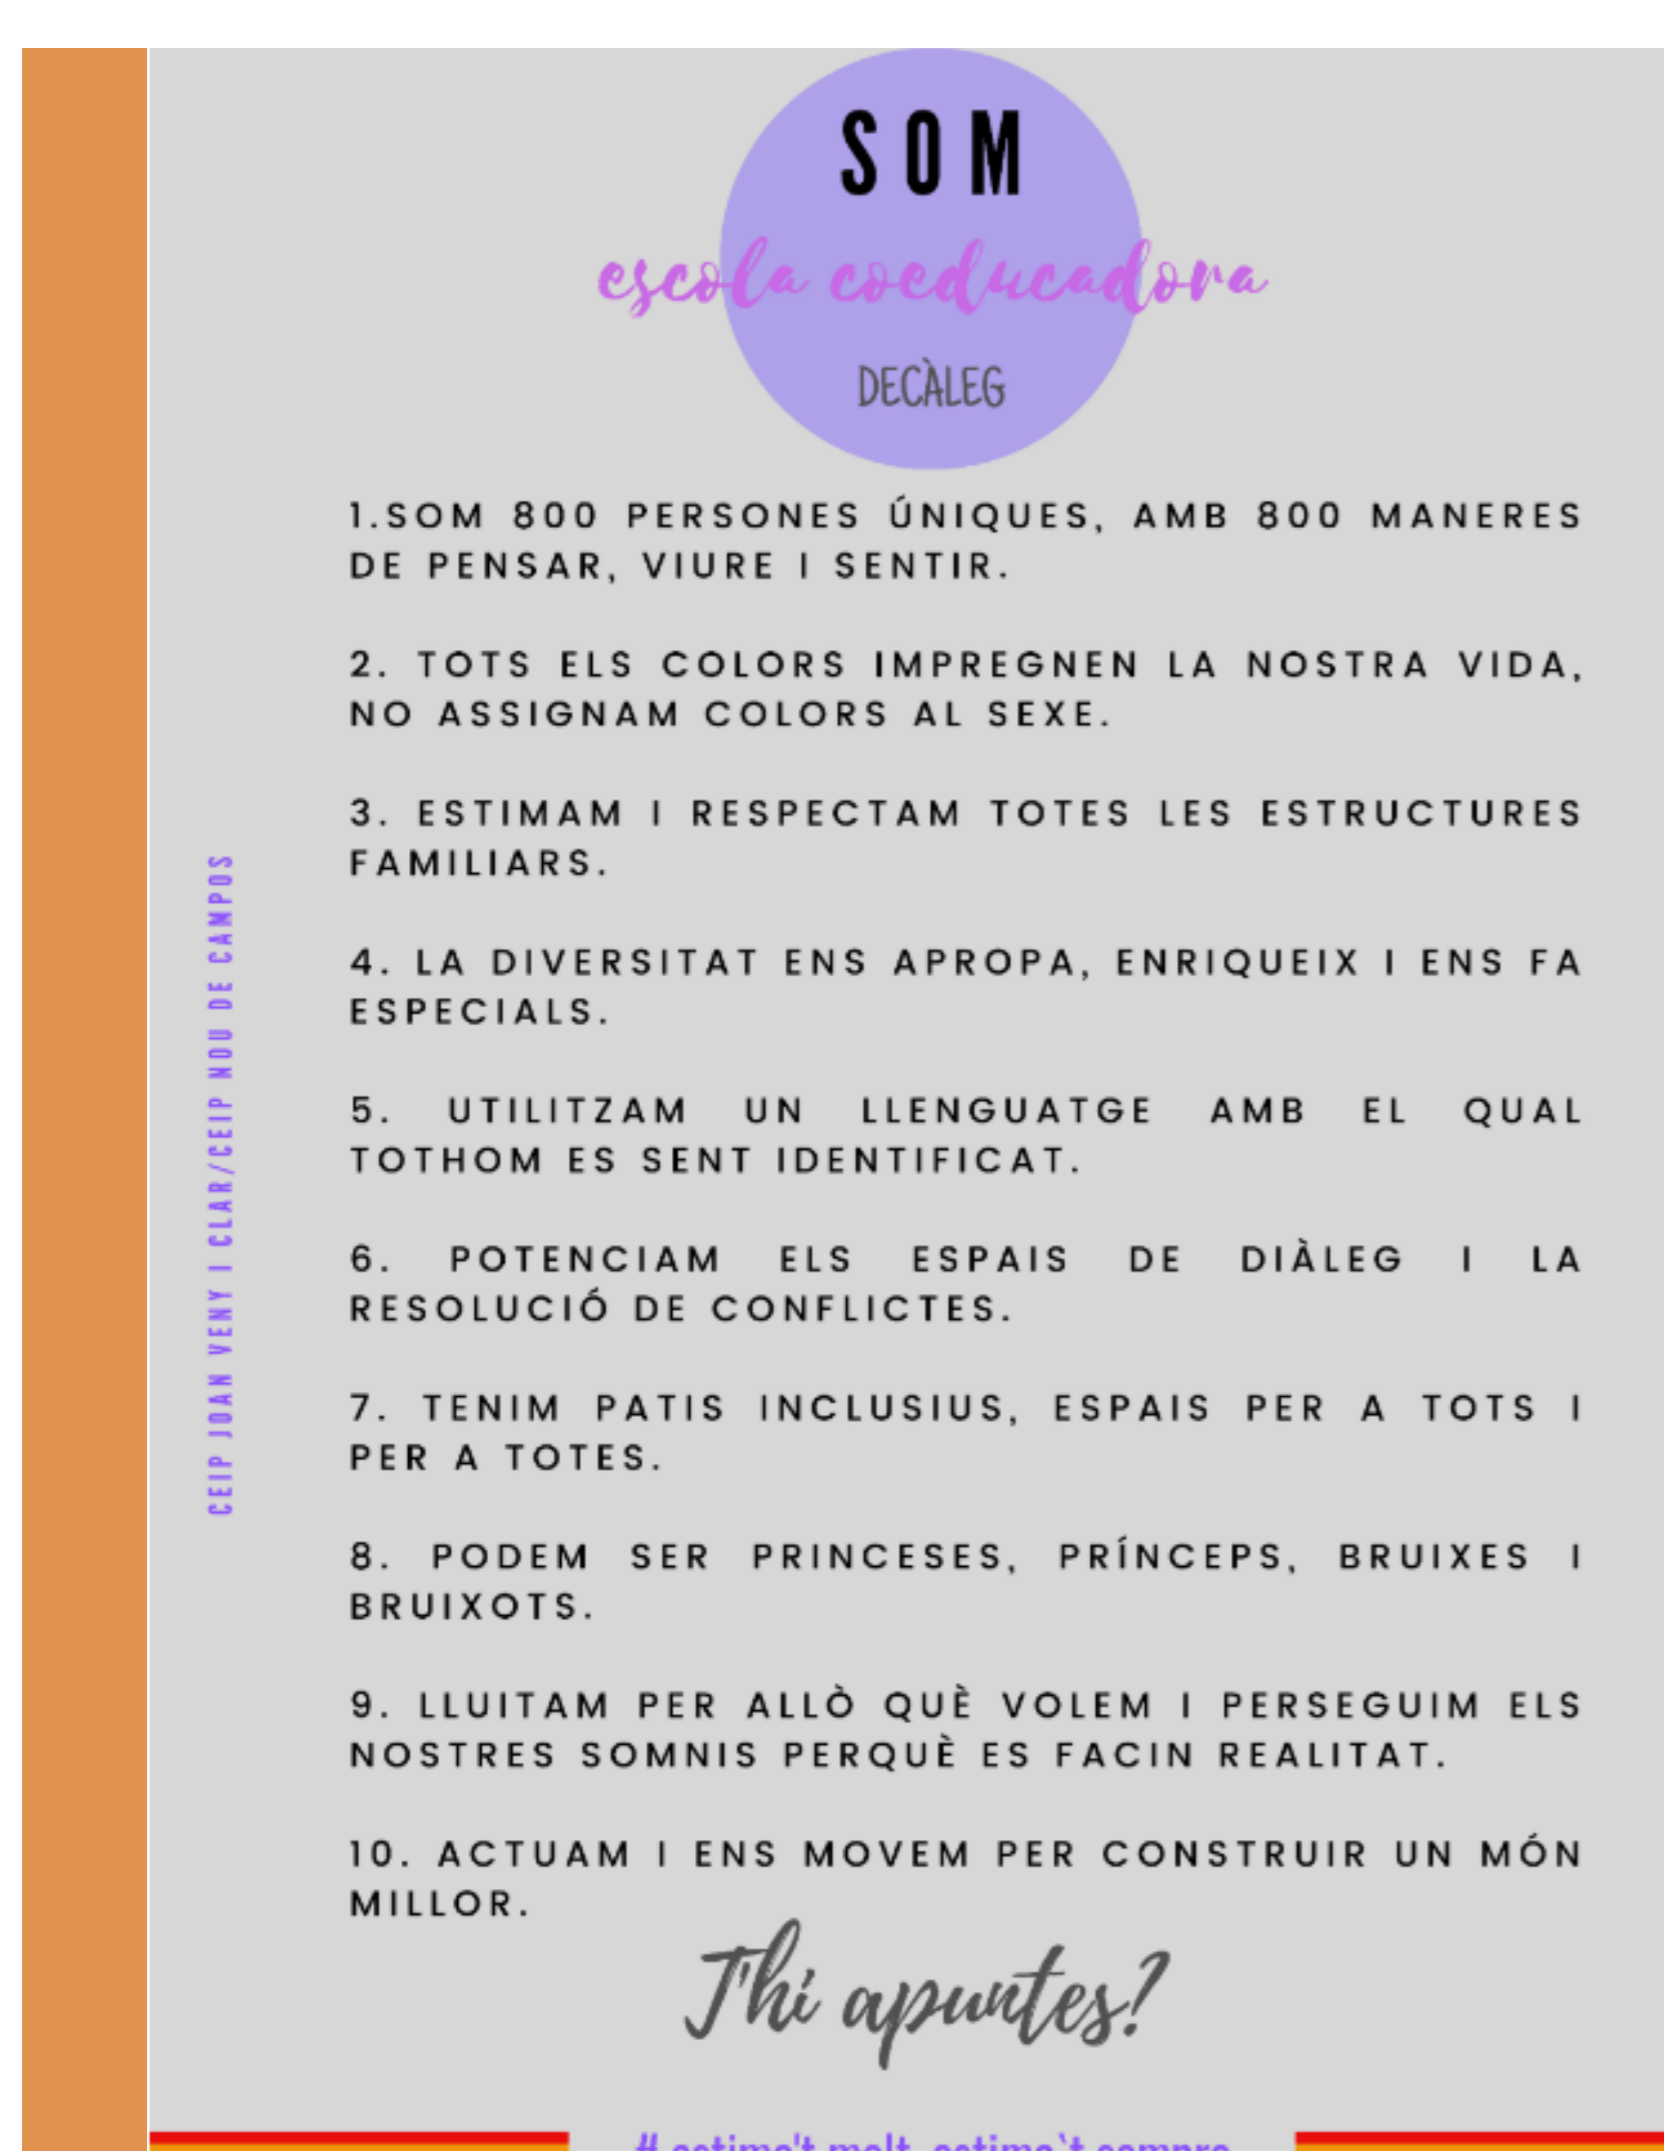 SOM
escola coeducadora
DECÀLEG
1.SOM 800 PERSONES ÚNIQUES, AMB 800 MANERES
DE PENSAR, VIURE I SENTIR.
2. TOTS ELS COLORS IMPREGNEN LA NOSTRA VIDA,
NO ASSIGNAM COLORS AL SEXE.
3. ESTIMAM I RESPECTAM TOTES LES ESTRUCTURES
FAMILIARS.
4. LA DIVERSITAT ENS APROPA, ENRIQUEIX I ENS FA
ESPECIALS.
5. UTILITZAM UN LLENGUATGE AMB EL QUAL
TOTHOM ES SENT IDENTIFICAT.
6. POTENCIAM ELS ESPAIS DE DIÀLEG I LA
RESOLUCIÓ DE CONFLICTES.
7. TENIM PATIS INCLUSIUS, ESPAIS PER A TOTS I
PER A TOTES.
8. PODEM SER PRINCESES, PRÍNCEPS, BRUIXES I
BRUIXOTS.
9. LLUITAM PER ALLÒ QUÈ VOLEM I PERSEGUIM ELS
NOSTRES SOMNIS PERQUÈ ES FACIN REALITAT.
10. ACTUAM I ENS MOVEM PER CONSTRUIR UN MÓN
MILLOR.
T'hi apuntes?
# estima't molt, estima`t sempre
CEIP JOAN VENY I CLAR/CEIP NOU DE CAMPOS